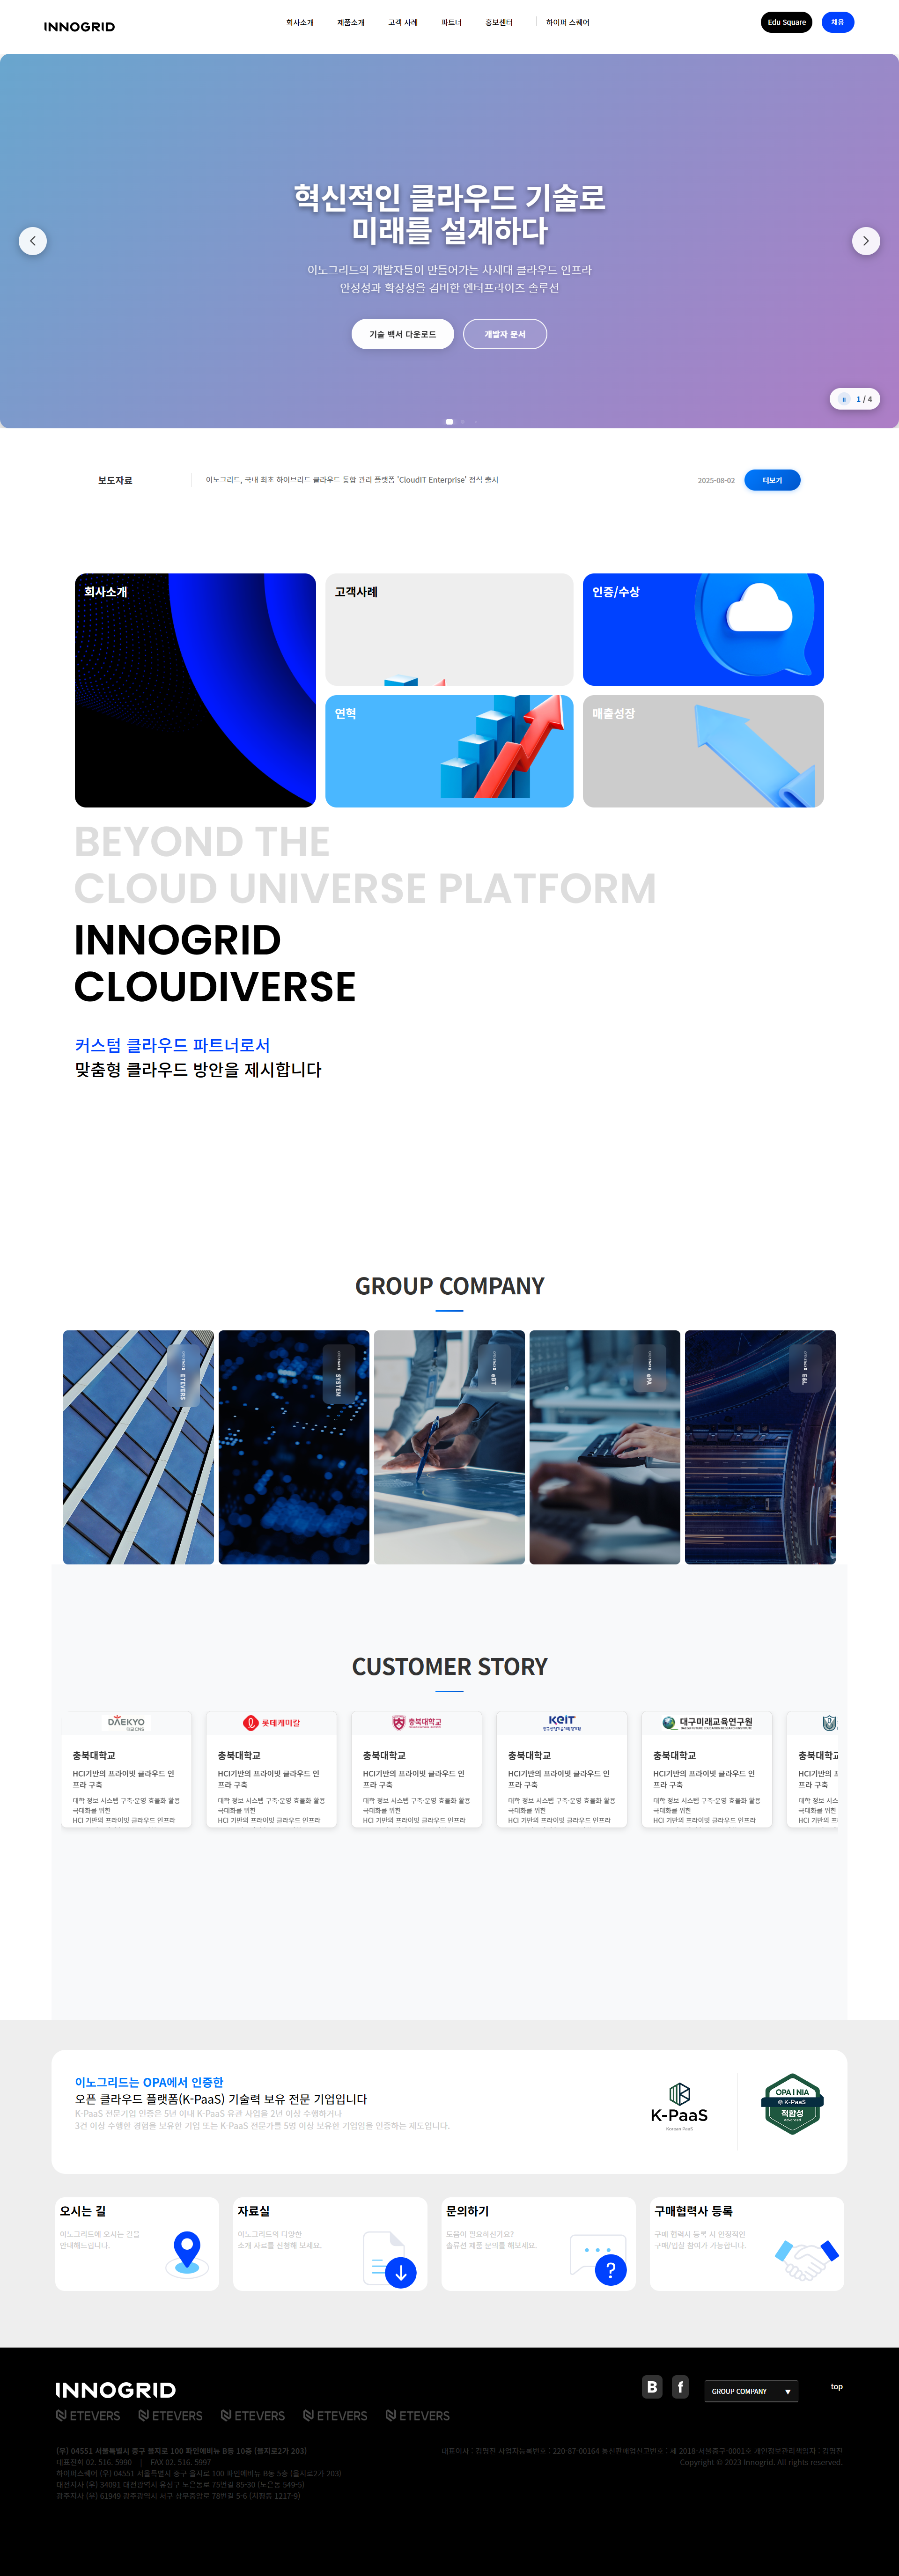 INNOGRID
회사소개 제품소개 고객 사례 파트너 홍보센터 하이퍼 스퀘어
Edu Square
채용
혁신적인 클라우드 기술로
미래를 설계하다
이노그리드의 개발자들이 만들어가는 차세대 클라우드 인프라
안정성과 확장성을 겸비한 엔터프라이즈 솔루션
기술 백서 다운로드
개발자 문서
1 / 4
보도자료
이노그리드, 국내 최초 하이브리드 클라우드 통합 관리 플랫폼 'CloudIT Enterprise' 정식 출시
2025-08-02
더보기
회사소개
고객사례
인증/수상
연혁
매출성장
BEYOND THE
CLOUD UNIVERSE PLATFORM
INNOGRID
CLOUDIVERSE
커스텀 클라우드 파트너로서
맞춤형 클라우드 방안을 제시합니다
GROUP COMPANY
ETEVERS
SYSTEM
eBT
ePA
E&L
CUSTOMER STORY
DAEKYO
대교CNS
충북대학교
HCI기반의 프라이빗 클라우드 인
프라 구축
대학 정보 시스템 구축·운영 효율화 활용
극대화를 위한
HCI 기반의 프라이빗 클라우드 인프라
롯데케미칼
충북대학교
HCI기반의 프라이빗 클라우드 인
프라 구축
대학 정보 시스템 구축·운영 효율화 활용
극대화를 위한
HCI 기반의 프라이빗 클라우드 인프라
충북대학교
충북대학교
HCI기반의 프라이빗 클라우드 인
프라 구축
대학 정보 시스템 구축·운영 효율화 활용
극대화를 위한
HCI 기반의 프라이빗 클라우드 인프라
KEIT
한국산업기술기획평가원
충북대학교
HCI기반의 프라이빗 클라우드 인
프라 구축
대학 정보 시스템 구축·운영 효율화 활용
극대화를 위한
HCI 기반의 프라이빗 클라우드 인프라
대구미래교육연구원
DAEGU FUTURE EDUCATION RESEARCH INSTITUTE
충북대학교
HCI기반의 프라이빗 클라우드 인
프라 구축
대학 정보 시스템 구축·운영 효율화 활용
극대화를 위한
HCI 기반의 프라이빗 클라우드 인프라
충북대학교
HCI기반의
프라 구축
대학 정보 시스
극대화를 위한
HCI 기반의
이노그리드는 OPA에서 인증한
오픈 클라우드 플랫폼(K-PaaS) 기술력 보유 전문 기업입니다
K-PaaS 전문기업 인증은 5년 이내 K-PaaS 유관 사업을 2년 이상 수행하거나
3건 이상 수행한 경험을 보유한 기업 또는 K-PaaS 전문가를 5명 이상 보유한 기업임을 인증하는 제도입니다.
K-PaaS
Korean PaaS
OPA I NIA
K-PaaS
적합성
Advanced
오시는 길
이노그리드에 오시는 길을
안내해드립니다.
자료실
이노그리드의 다양한
소개 자료를 신청해 보세요.
문의하기
도움이 필요하신가요?
솔루션 제품 문의를 해보세요.
구매협력사 등록
구매 협력사 등록 시 안정적인
구매/입찰 참여가 가능합니다.
INNOGRID
B f
GROUP COMPANY
top
ETEVERS ETEVERS ETEVERS ETEVERS ETEVERS
(우) 04551 서울특별시 중구 을지로 100 파인에비뉴 B동 10층 (을지로2가 203)
대표전화 02. 516. 5990 | FAX 02. 516. 5997
하이퍼스퀘어 (우) 04551 서울특별시 중구 을지로 100 파인에비뉴 B동 5층 (을지로2가 203)
대전지사 (우) 34091 대전광역시 유성구 노은동로 75번길 85-30 (노은동 549-5)
광주지사 (우) 61949 광주광역시 서구 상무중앙로 78번길 5-6 (치평동 1237-9)
대표이사 : 김명진 사업자등록번호 : 220-87-00164 통신판매업신고번호 : 제 2018-서울중구-0001호 개인정보관리책임자 : 김명진
Copyright © 2023 Innogrid. All rights reserved.